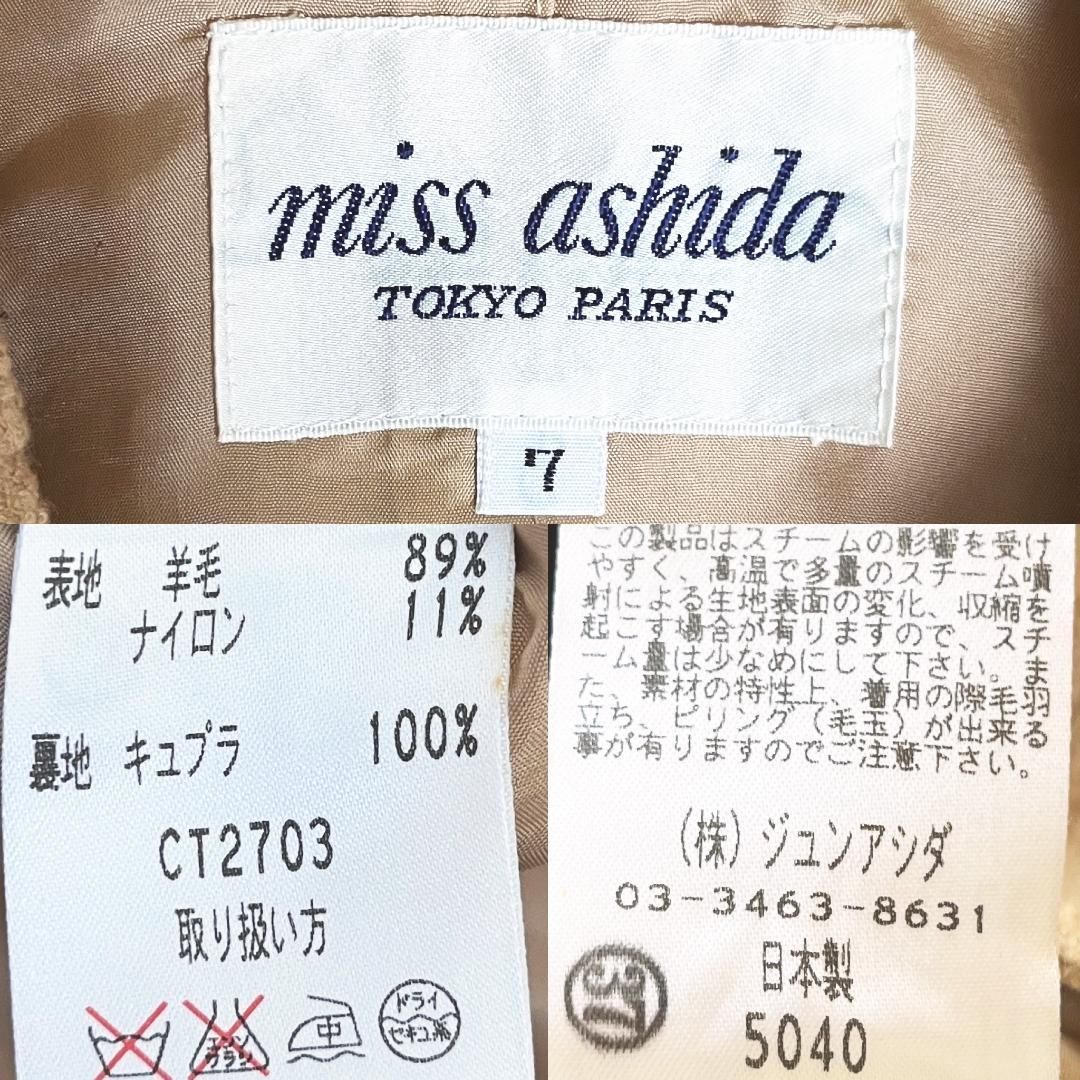 miss ashida
TOKYO PARIS
7
表地 羊毛 89%
ナイロン 11%
裏地 キュプラ 100%
CT2703
取り扱い方
エンソ
サラシ
中
ドライ
セキユ系
この製品はスチームの影響を受け
やすく、高温で多量のスチーム噴
射による生地表面の変化、収縮を
起こす場合が有りますので、スチ
ーム量は少なめにして下さい。ま
た、素材の特性上、着用の際毛羽
立ち、ピリング(毛玉)が出来る
事が有りますのでご注意下さい。
(株)ジュンアシダ
03-3463-8631
日本製
5040